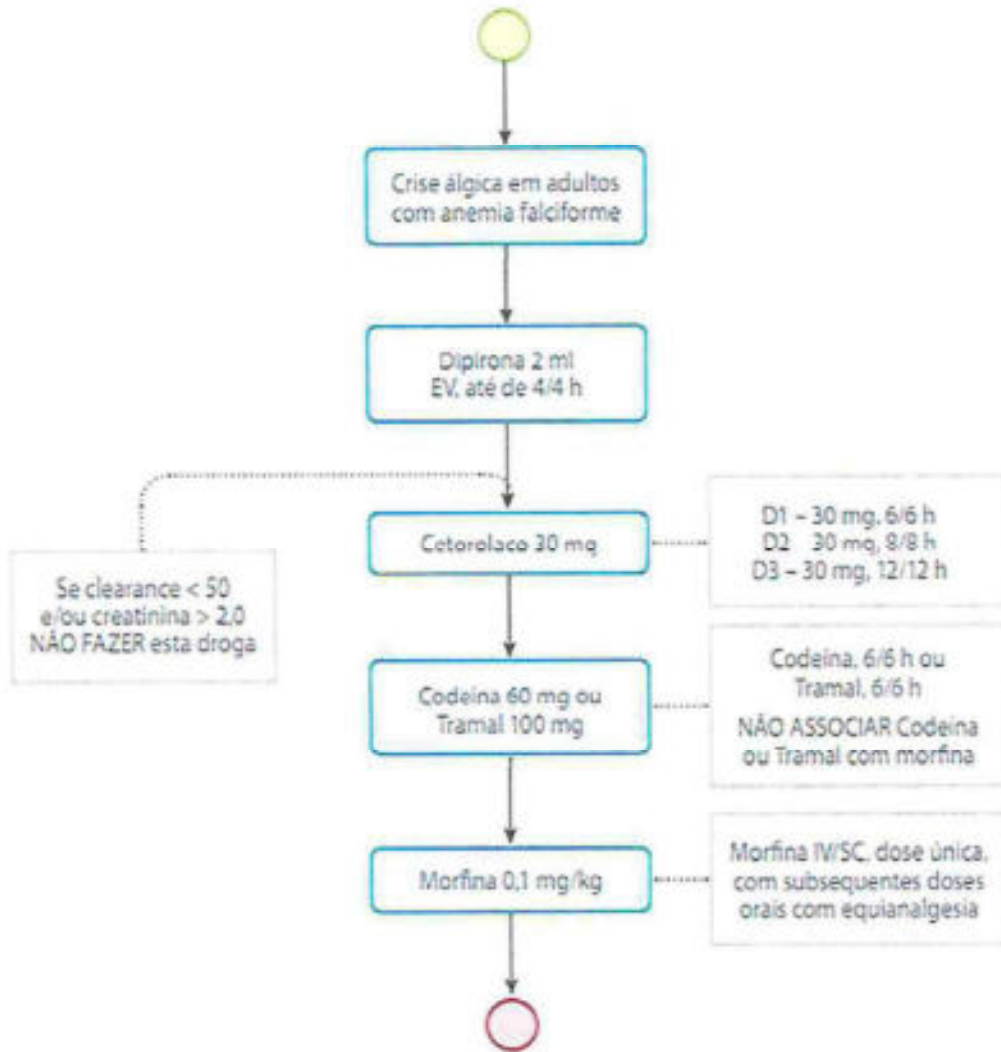 Crise álgica em adultos
com anemia falciforme
Dipirona 2 ml
EV, até de 4/4 h
Cetorolaco 30 mg
D1 – 30 mg, 6/6 h
D2 30 mg, 8/8 h
D3 – 30 mg, 12/12 h
Se clearance < 50
e/ou creatinina > 2,0
NÃO FAZER esta droga
Codeína 60 mg ou
Tramal 100 mg
Codeína, 6/6 h ou
Tramal, 6/6 h
NÃO ASSOCIAR Codeína
ou Tramal com morfina
Morfina 0,1 mg/kg
Morfina IV/SC, dose única,
com subsequentes doses
orais com equianalgesia